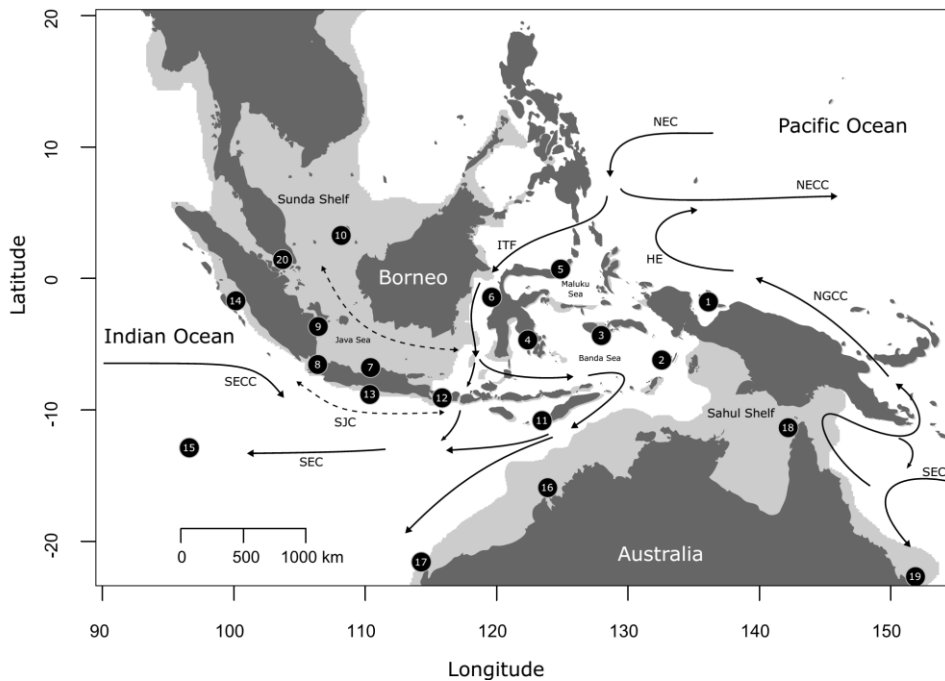 20
10
0
-10
-20
Latitude
90
100
110
120
130
140
150
Longitude
Pacific Ocean
NEC
NECC
Sunda Shelf
10
ITF
20
Borneo
5
Maluku
Sea
HE
6
1
NGCC
14
9
Java Sea
4
3
Indian Ocean
Banda Sea
2
8
7
SECC
13
12
SJC
11
Sahul Shelf
18
15
SEC
SEC
16
0
500
1000 km
17
Australia
19